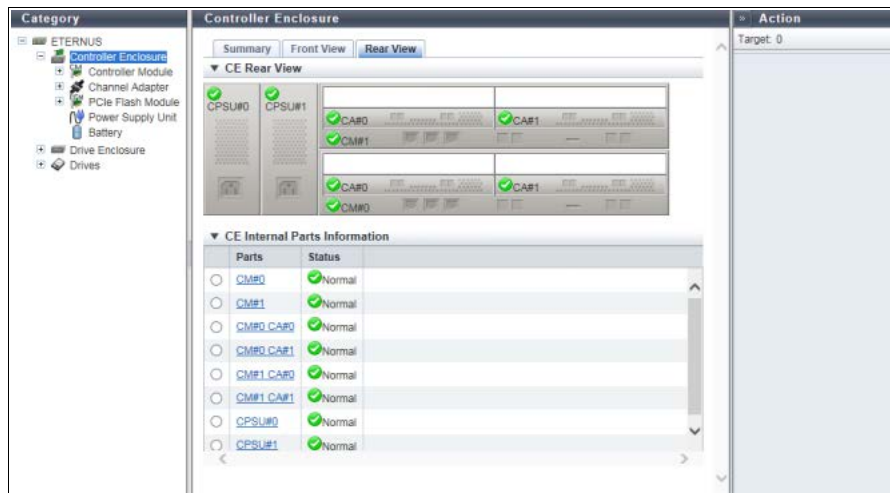 Category
ETERNUS
Controller Enclosure
Controller Module
Channel Adapter
PCIe Flash Module
Power Supply Unit
Battery
Drive Enclosure
Drives
Controller Enclosure
Summary Front View Rear View
CE Rear View
CPSU#0 CPSU#1
CA#0 CA#1
CM#1
CA#0 CA#1
CM#0
CE Internal Parts Information
Parts Status
CM#0 Normal
CM#1 Normal
CM#0 CA#0 Normal
CM#0 CA#1 Normal
CM#1 CA#0 Normal
CM#1 CA#1 Normal
CPSU#0 Normal
CPSU#1 Normal
» Action
Target: 0